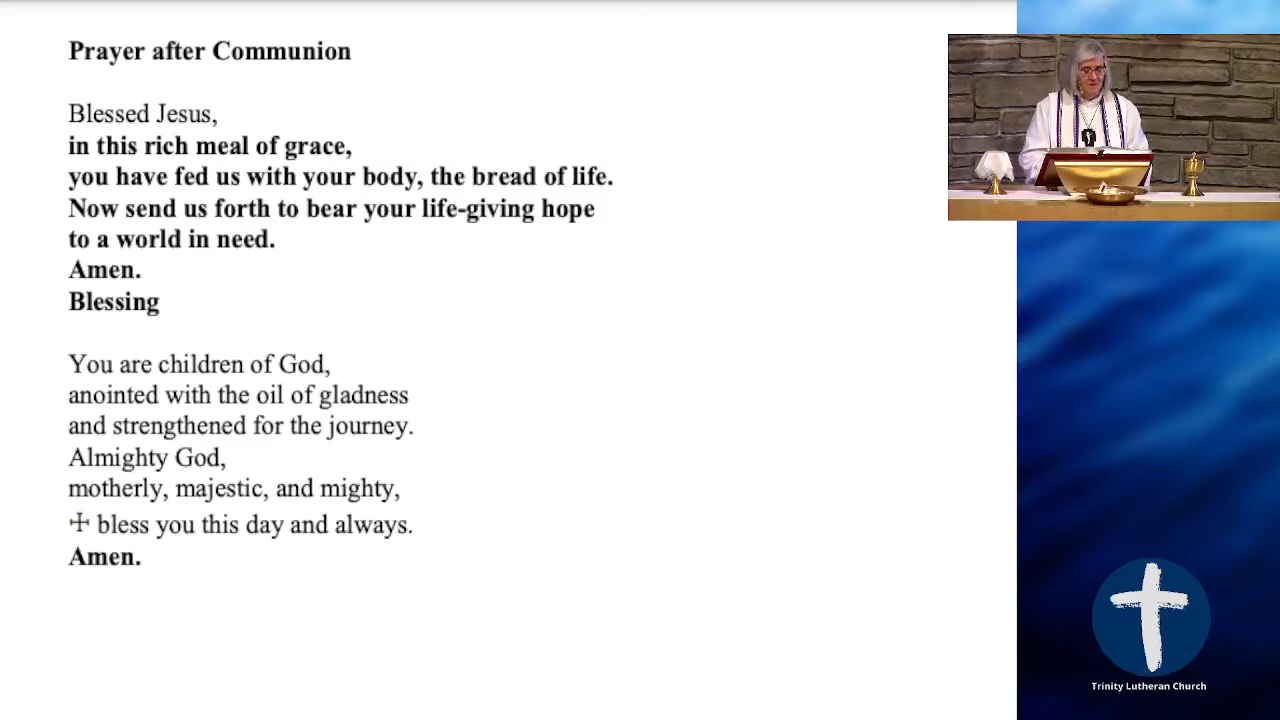 Prayer after Communion
Blessed Jesus,
in this rich meal of grace,
you have fed us with your body, the bread of life.
Now send us forth to bear your life-giving hope
to a world in need.
Amen.
Blessing
You are children of God,
anointed with the oil of gladness
and strengthened for the journey.
Almighty God,
motherly, majestic, and mighty,
☩ bless you this day and always.
Amen.
Trinity Lutheran Church